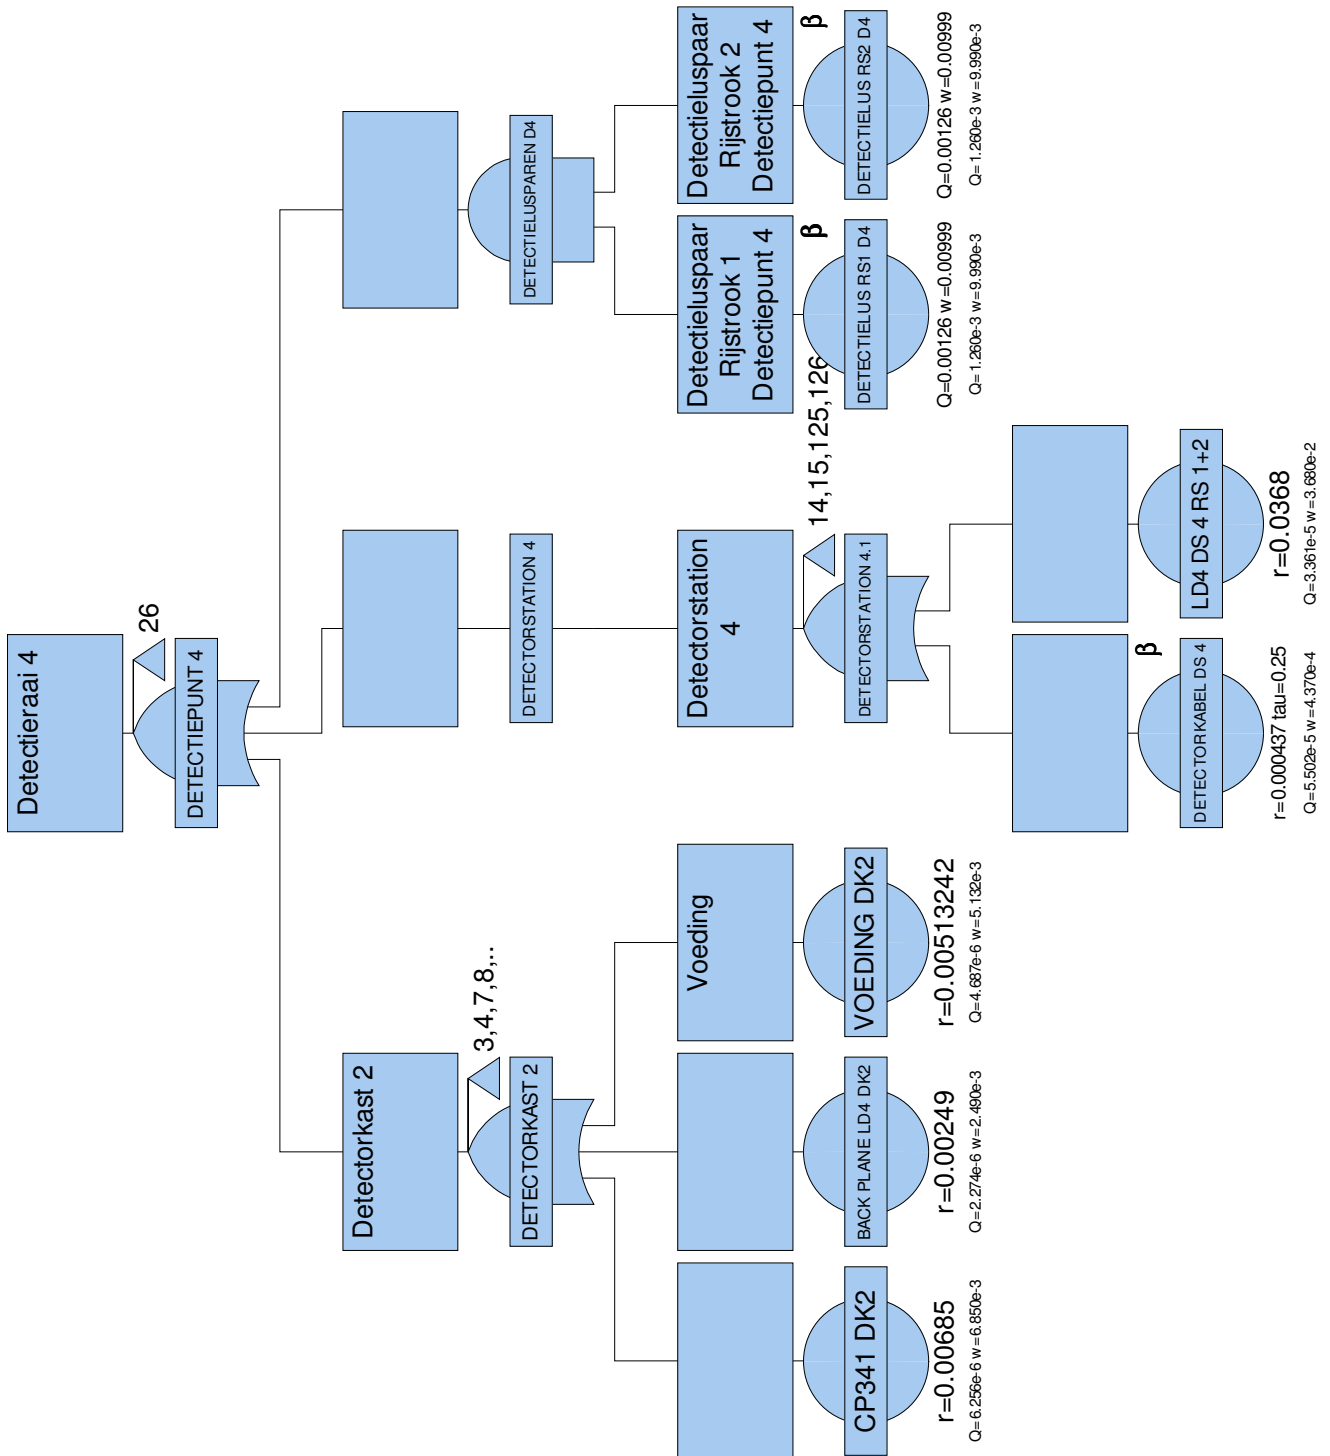 Detectieraai 4
26
DETECTIEPUNT 4
Detectorkast 2
3,4,7,8,..
DETECTORKAST 2
DETECTORSTATION 4
DETECTIELUSPAREN D4
Voeding
Detectorstation
4
Detectieluspaar
Rijstrook 1
Detectiepunt 4
Detectieluspaar
Rijstrook 2
Detectiepunt 4
CP341 DK2
r=0.00685
Q=6.256e-6 w=6.850e-3
BACK PLANE LD4 DK2
r=0.00249
Q=2.274e-6 w=2.490e-3
VOEDING DK2
r=0.00513242
Q=4.687e-6 w=5.132e-3
14,15,125,126
DETECTORSTATION 4.1
β
DETECTIELUS RS1 D4
Q=0.00126 w=0.00999
Q=1.260e-3 w=9.990e-3
β
DETECTIELUS RS2 D4
Q=0.00126 w=0.00999
Q=1.260e-3 w=9.990e-3
β
DETECTORKABEL DS 4
r=0.000437 tau=0.25
Q=5.502e-5 w=4.370e-4
LD4 DS 4 RS 1+2
r=0.0368
Q=3.361e-5 w=3.680e-2